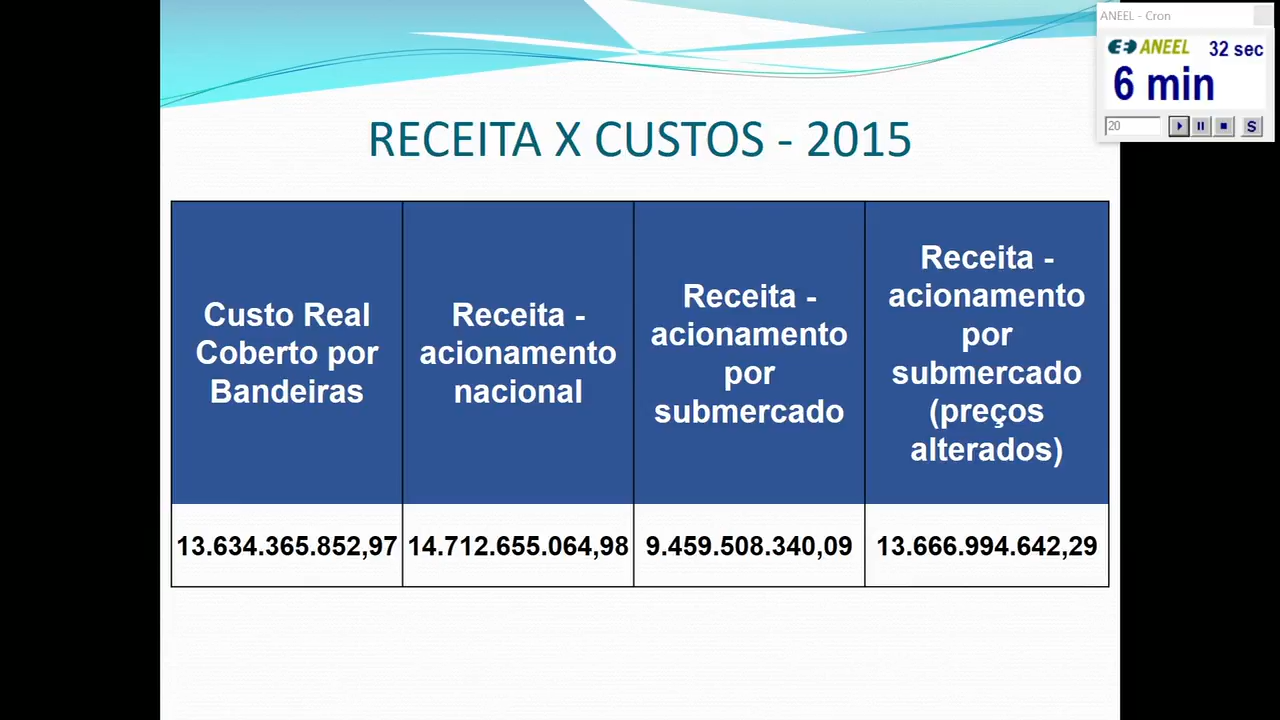 ANEEL - Cron
ANEEL
32 sec
6 min
20
S
RECEITA X CUSTOS - 2015
Custo Real
Coberto por
Bandeiras
Receita -
acionamento
nacional
Receita -
acionamento
por
submercado
Receita -
acionamento
por
submercado
(preços
alterados)
13.634.365.852,97
14.712.655.064,98
9.459.508.340,09
13.666.994.642,29